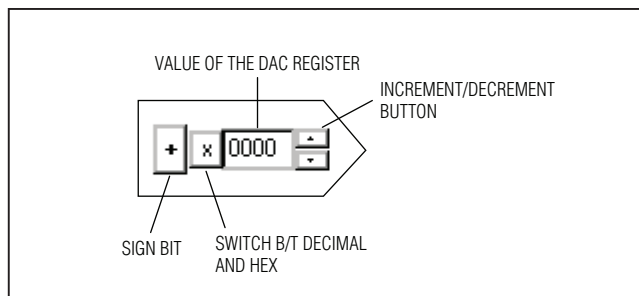 VALUE OF THE DAC REGISTER
INCREMENT/DECREMENT
BUTTON
+
x
0000
SIGN BIT
SWITCH B/T DECIMAL
AND HEX